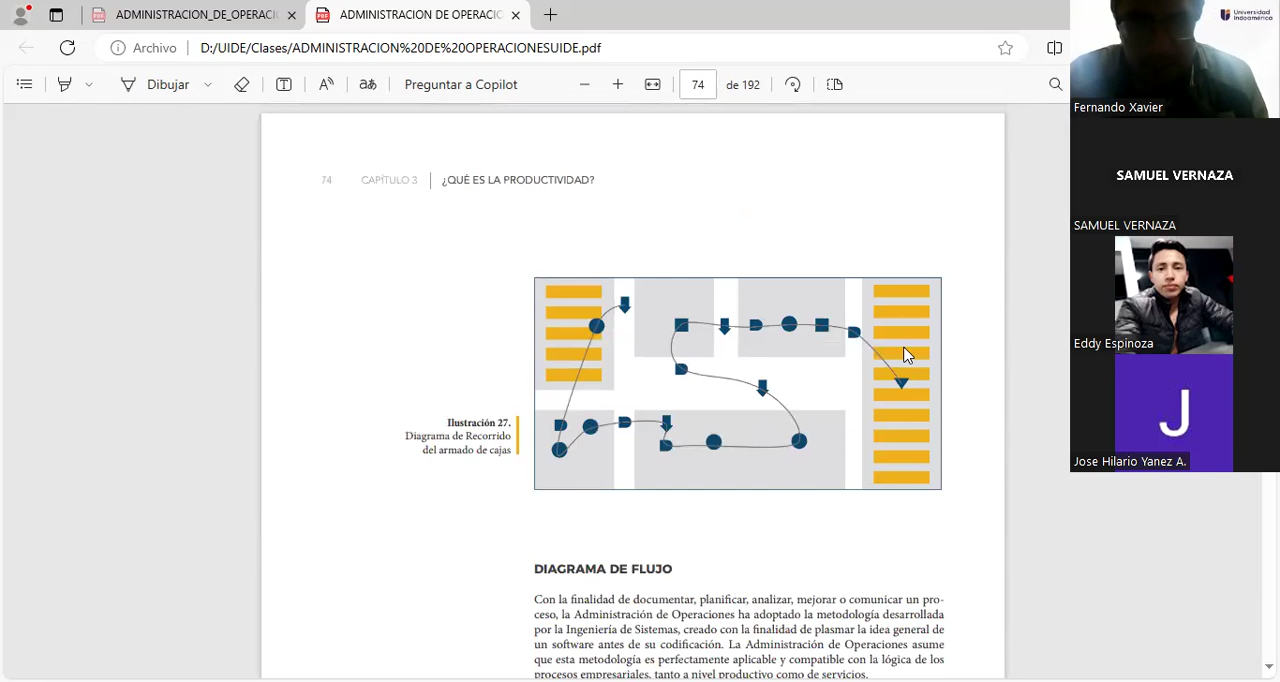 ADMINISTRACION_DE_OPERACI
ADMINISTRACION DE OPERACIC
Archivo
D:/UIDE/Clases/ADMINISTRACION%20DE%20OPERACIONESUIDE.pdf
Dibujar
aあ
Preguntar a Copilot
74
de 192
74 CAPÍTULO 3 ¿QUÉ ES LA PRODUCTIVIDAD?
Ilustración 27.
Diagrama de Recorrido
del armado de cajas
DIAGRAMA DE FLUJO
Con la finalidad de documentar, planificar, analizar, mejorar o comunicar un pro-
ceso, la Administración de Operaciones ha adoptado la metodología desarrollada
por la Ingeniería de Sistemas, creado con la finalidad de plasmar la idea general de
un software antes de su codificación. La Administración de Operaciones asume
que esta metodología es perfectamente aplicable y compatible con la lógica de los
procesos empresariales, tanto a nivel productivo como de servicios.
Universidad
Indoamérica
Fernando Xavier
SAMUEL VERNAZA
SAMUEL VERNAZA
Eddy Espinoza
J
Jose Hilario Yanez A.